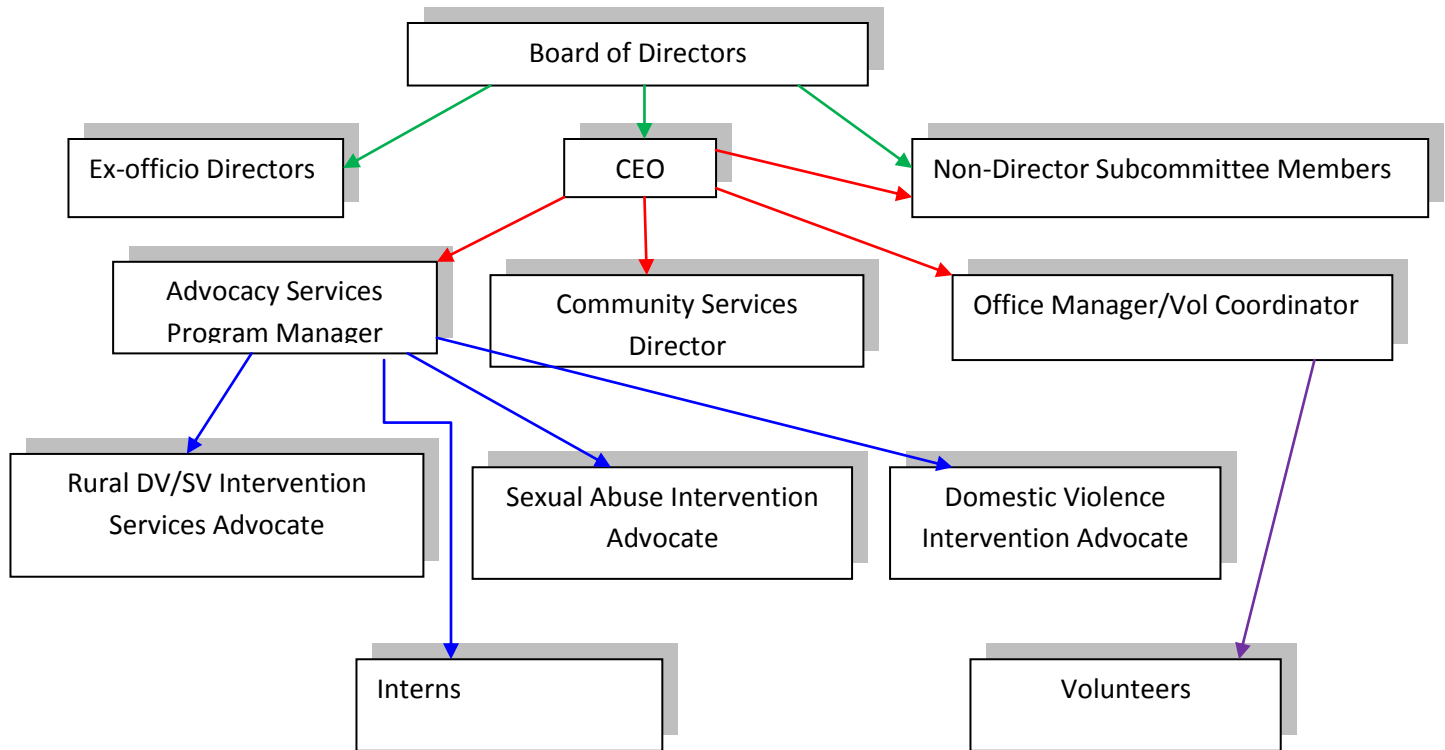 Board of Directors
Ex-officio Directors
CEO
Non-Director Subcommittee Members
Advocacy Services
Program Manager
Community Services
Director
Office Manager/Vol Coordinator
Rural DV/SV Intervention
Services Advocate
Sexual Abuse Intervention
Advocate
Domestic Violence
Intervention Advocate
Interns
Volunteers